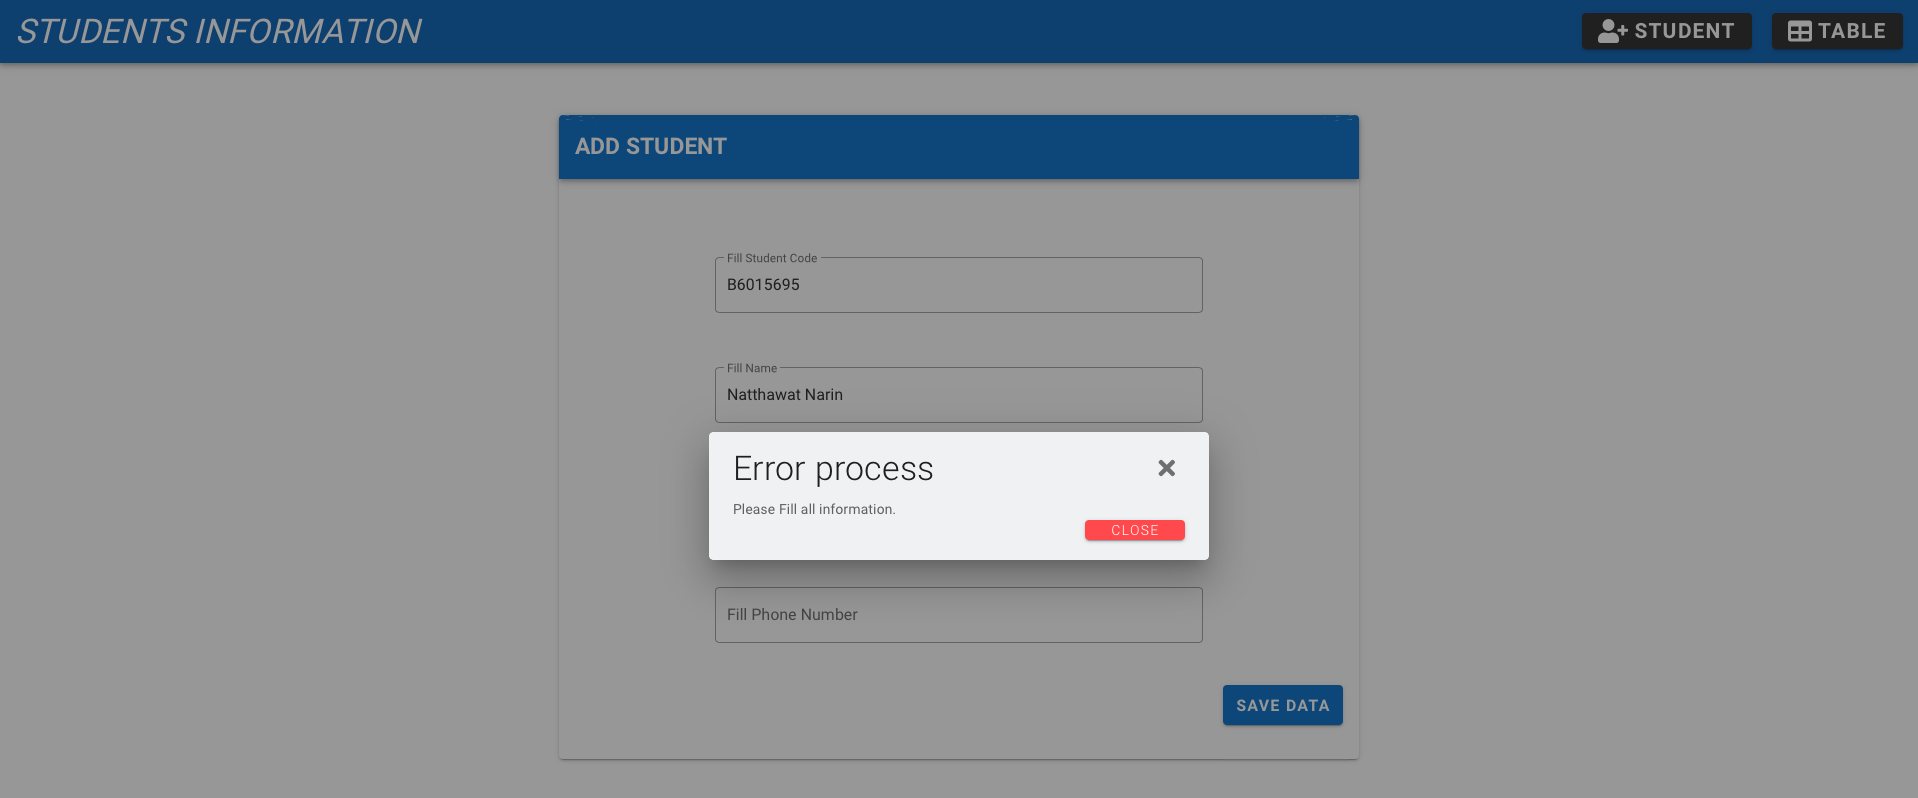 STUDENTS INFORMATION
STUDENT
TABLE
ADD STUDENT
Fill Student Code
B6015695
Fill Name
Natthawat Narin
Error process
Please Fill all information.
CLOSE
Fill Phone Number
SAVE DATA